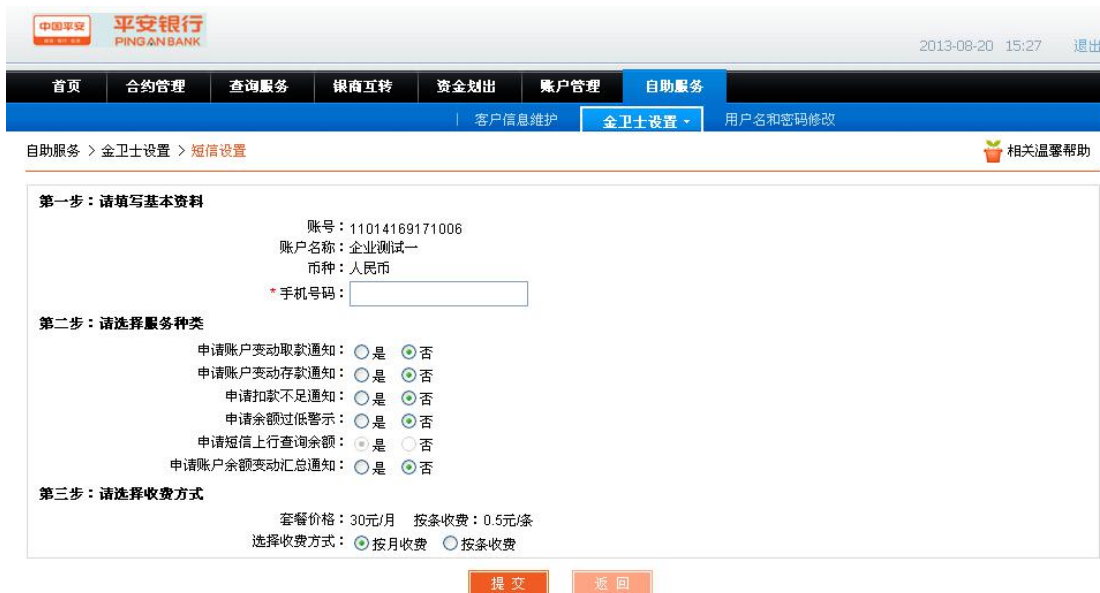 中国平安
平安银行
PINGANBANK
2013-08-20 15:27 退出
首页 合约管理 查询服务 银商互转 资金划出 账户管理 自助服务
| 客户信息维护 金卫士设置 用户名和密码修改
自助服务 > 金卫士设置 > 短信设置 相关温馨帮助
第一步：请填写基本资料
账号：11014169171006
账户名称：企业测试一
币种：人民币
*手机号码：
第二步：请选择服务种类
申请账户变动取款通知： 是 否
申请账户变动存款通知： 是 否
申请扣款不足通知： 是 否
申请余额过低警示： 是 否
申请短信上行查询余额： 是 否
申请账户余额变动汇总通知： 是 否
第三步：请选择收费方式
套餐价格：30元/月 按条收费：0.5元/条
选择收费方式： 按月收费 按条收费
提交 返回